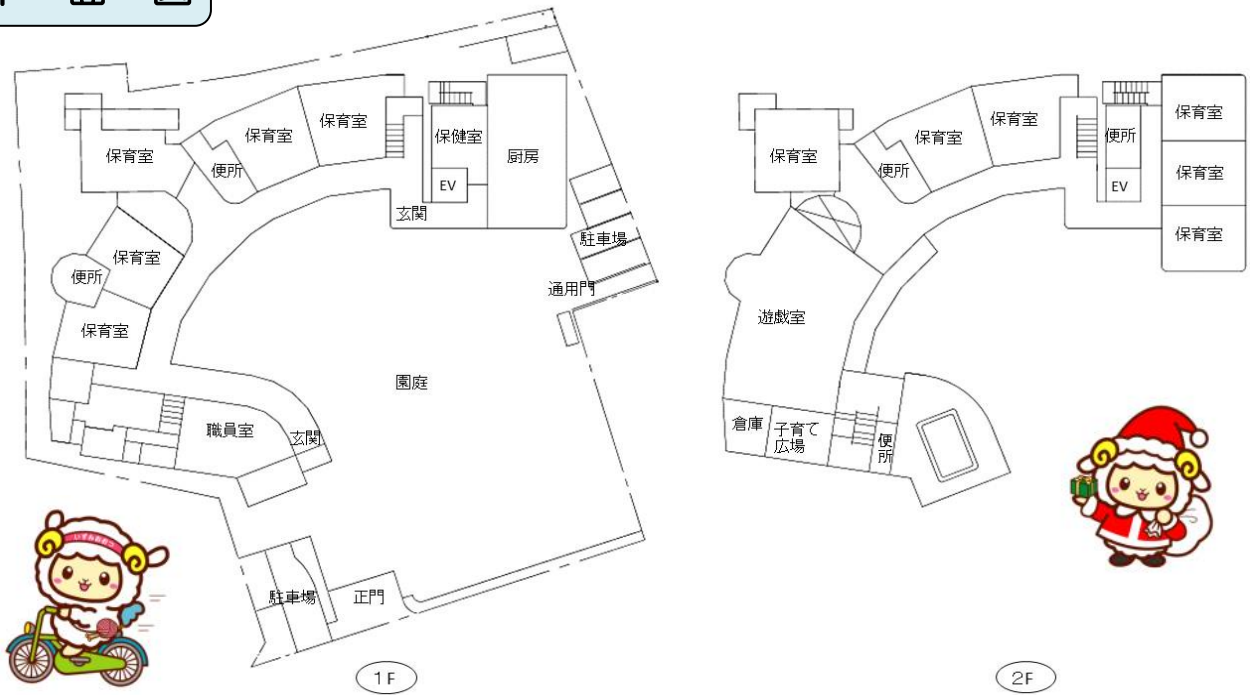 保育室
保育室
保育室
便所
保健室
厨房
EV
玄関
保育室
便所
保育室
駐車場
通用門
園庭
職員室
玄関
駐車場
正門
1F
保育室
保育室
保育室
便所
便所
EV
保育室
保育室
保育室
遊戯室
倉庫
子育て
広場
便
所
2F
いずみおおつ